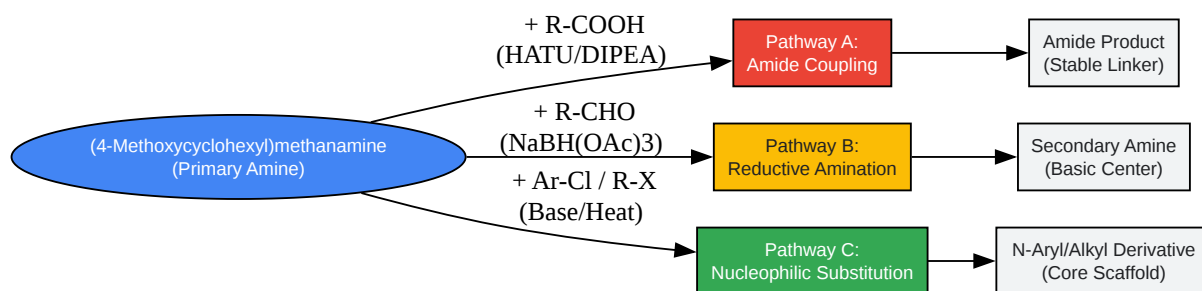 + R-COOH
(HATU/DIPEA)
Pathway A:
Amide Coupling
Amide Product
(Stable Linker)
(4-Methoxycyclohexyl)methanamine
(Primary Amine)
+ R-CHO
(NaBH(OAc)3)
Pathway B:
Reductive Amination
Secondary Amine
(Basic Center)
+ Ar-Cl / R-X
(Base/Heat)
Pathway C:
Nucleophilic Substitution
N-Aryl/Alkyl Derivative
(Core Scaffold)